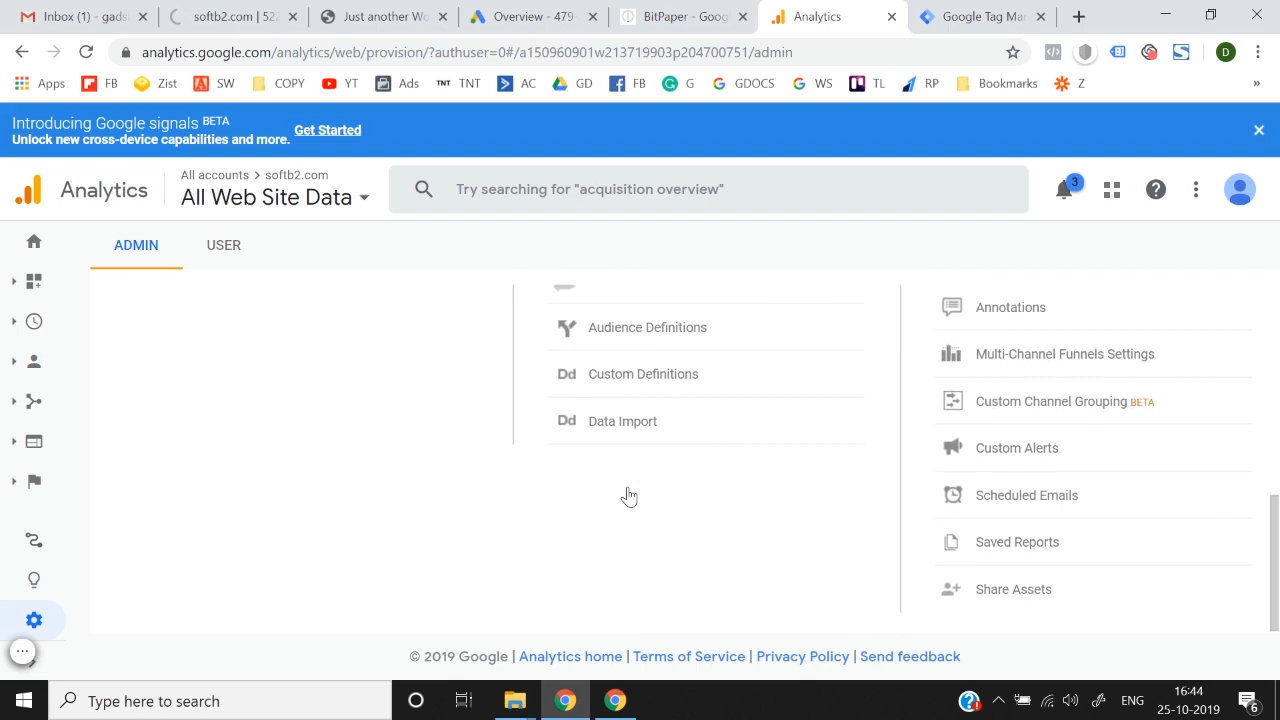 Inbox (1) - gads
softb2.com | 522
Just another Wo
Overview - 479-
BitPaper - Goog
Analytics
Google Tag Mar
analytics.google.com/analytics/web/provision/?authuser=0#/a150960901w213719903p204700751/admin
D
Apps
FB
Zist
SW
COPY
YT
Ads
TNT TNT
AC
GD
FB
G
GDOCS
WS
TL
RP
Bookmarks
Z
»
Introducing Google signals BETA
Unlock new cross-device capabilities and more. Get Started
Analytics
All accounts > softb2.com
All Web Site Data
Try searching for "acquisition overview"
3
ADMIN
USER
Audience Definitions
Dd Custom Definitions
Dd Data Import
Annotations
Multi-Channel Funnels Settings
Custom Channel Grouping BETA
Custom Alerts
Scheduled Emails
Saved Reports
Share Assets
© 2019 Google | Analytics home | Terms of Service | Privacy Policy | Send feedback
Type here to search
ENG
16:44
25-10-2019
6